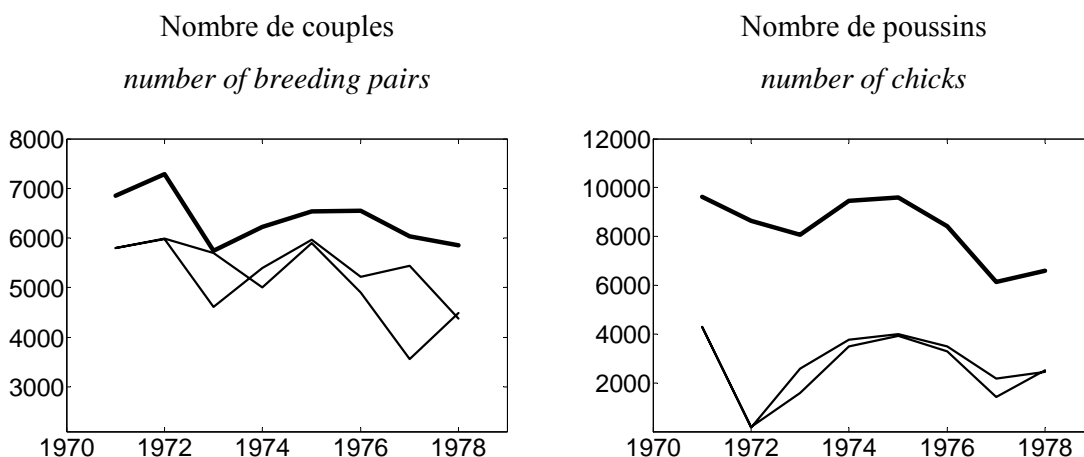 Nombre de couples
number of breeding pairs
8000
7000
6000
5000
4000
3000
1970 1972 1974 1976 1978
Nombre de poussins
number of chicks
12000
10000
8000
6000
4000
2000
1970 1972 1974 1976 1978